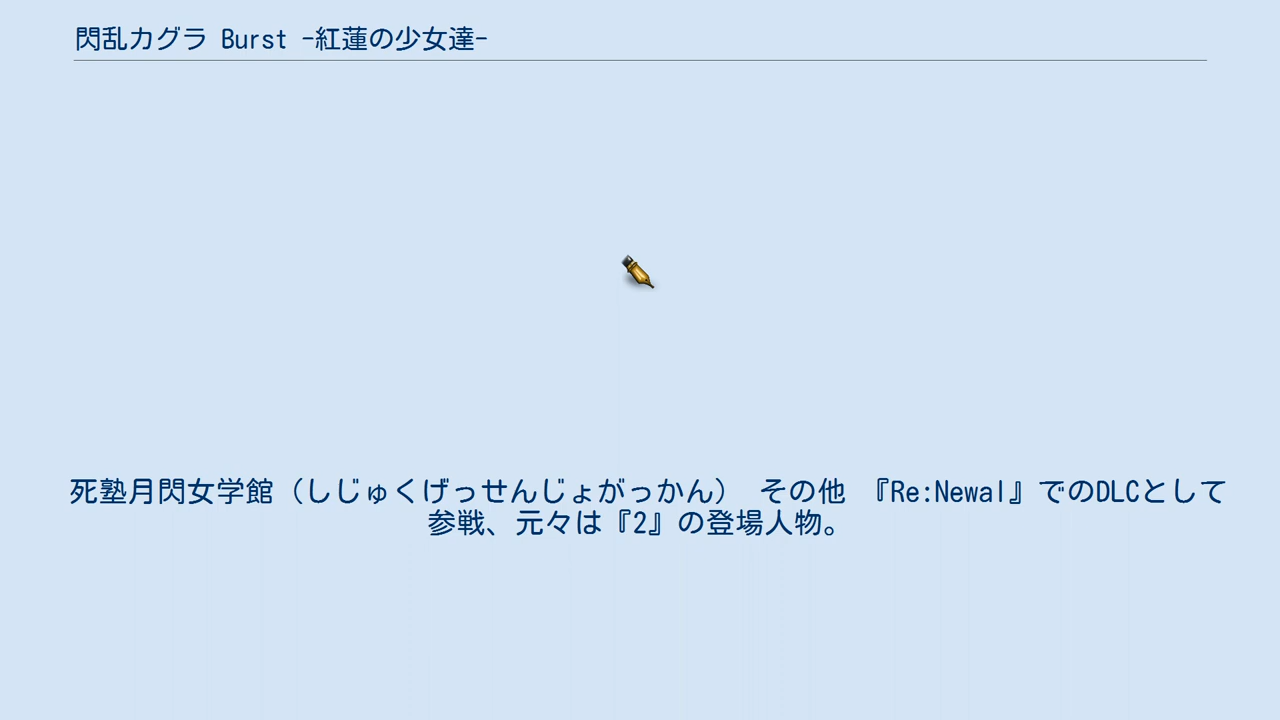 閃乱カグラ Burst -紅蓮の少女達-
死塾月閃女学館（しじゅくげっせんじょがっかん） その他 『Re:Newal』でのDLCとして
参戦、元々は『2』の登場人物。